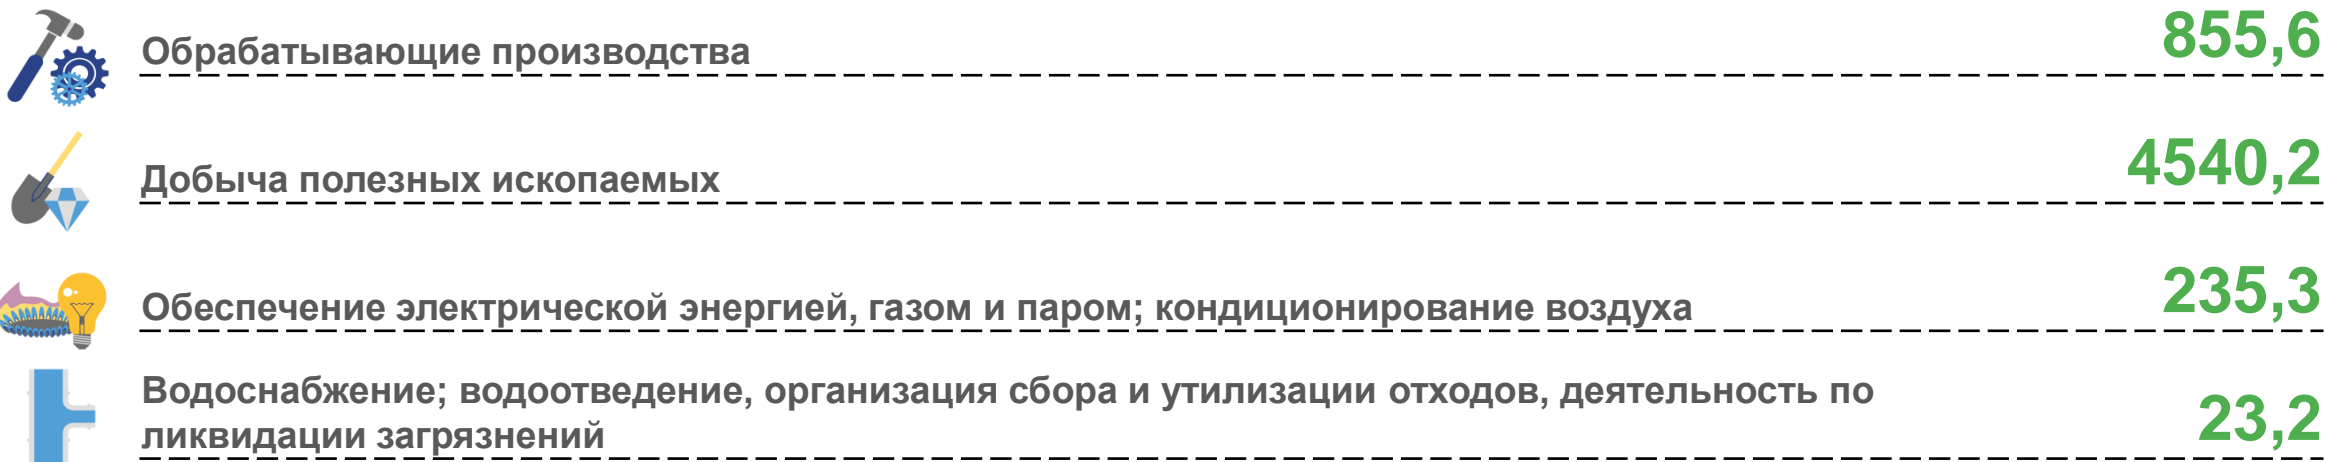 Обрабатывающие производства 855,6
Добыча полезных ископаемых 4540,2
Обеспечение электрической энергией, газом и паром; кондиционирование воздуха 235,3
Водоснабжение; водоотведение, организация сбора и утилизации отходов, деятельность по
ликвидации загрязнений 23,2